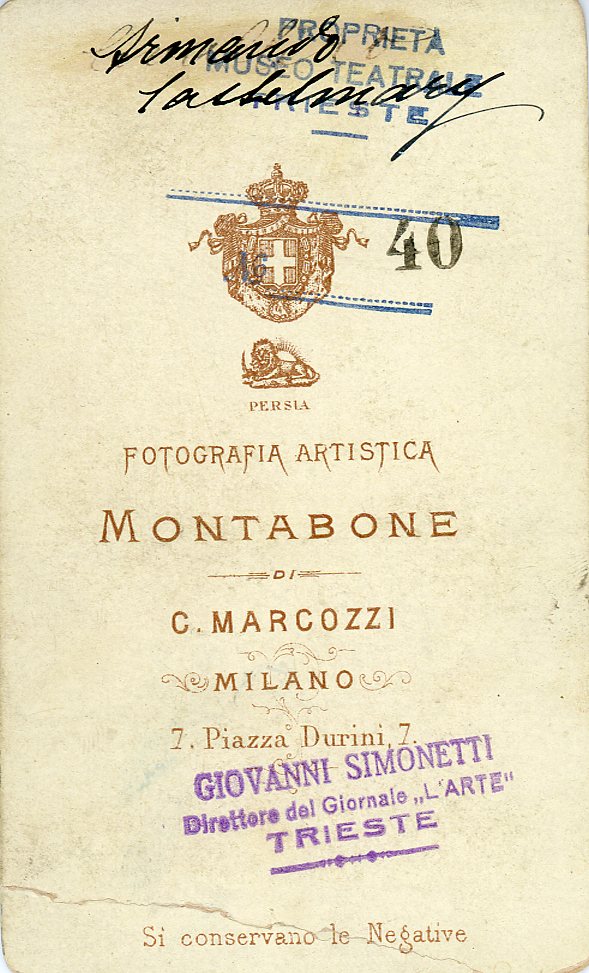 Armando
Castelmary
PROPRIETÀ
MUSEO TEATRALE
TRIESTE
40
16
PERSIA
FOTOGRAFIA ARTISTICA
MONTABONE
DI
C. MARCOZZI
MILANO
7. Piazza Durini, 7.
GIOVANNI SIMONETTI
Direttore del Giornale „L'ARTE"
TRIESTE
Si conservano le Negative